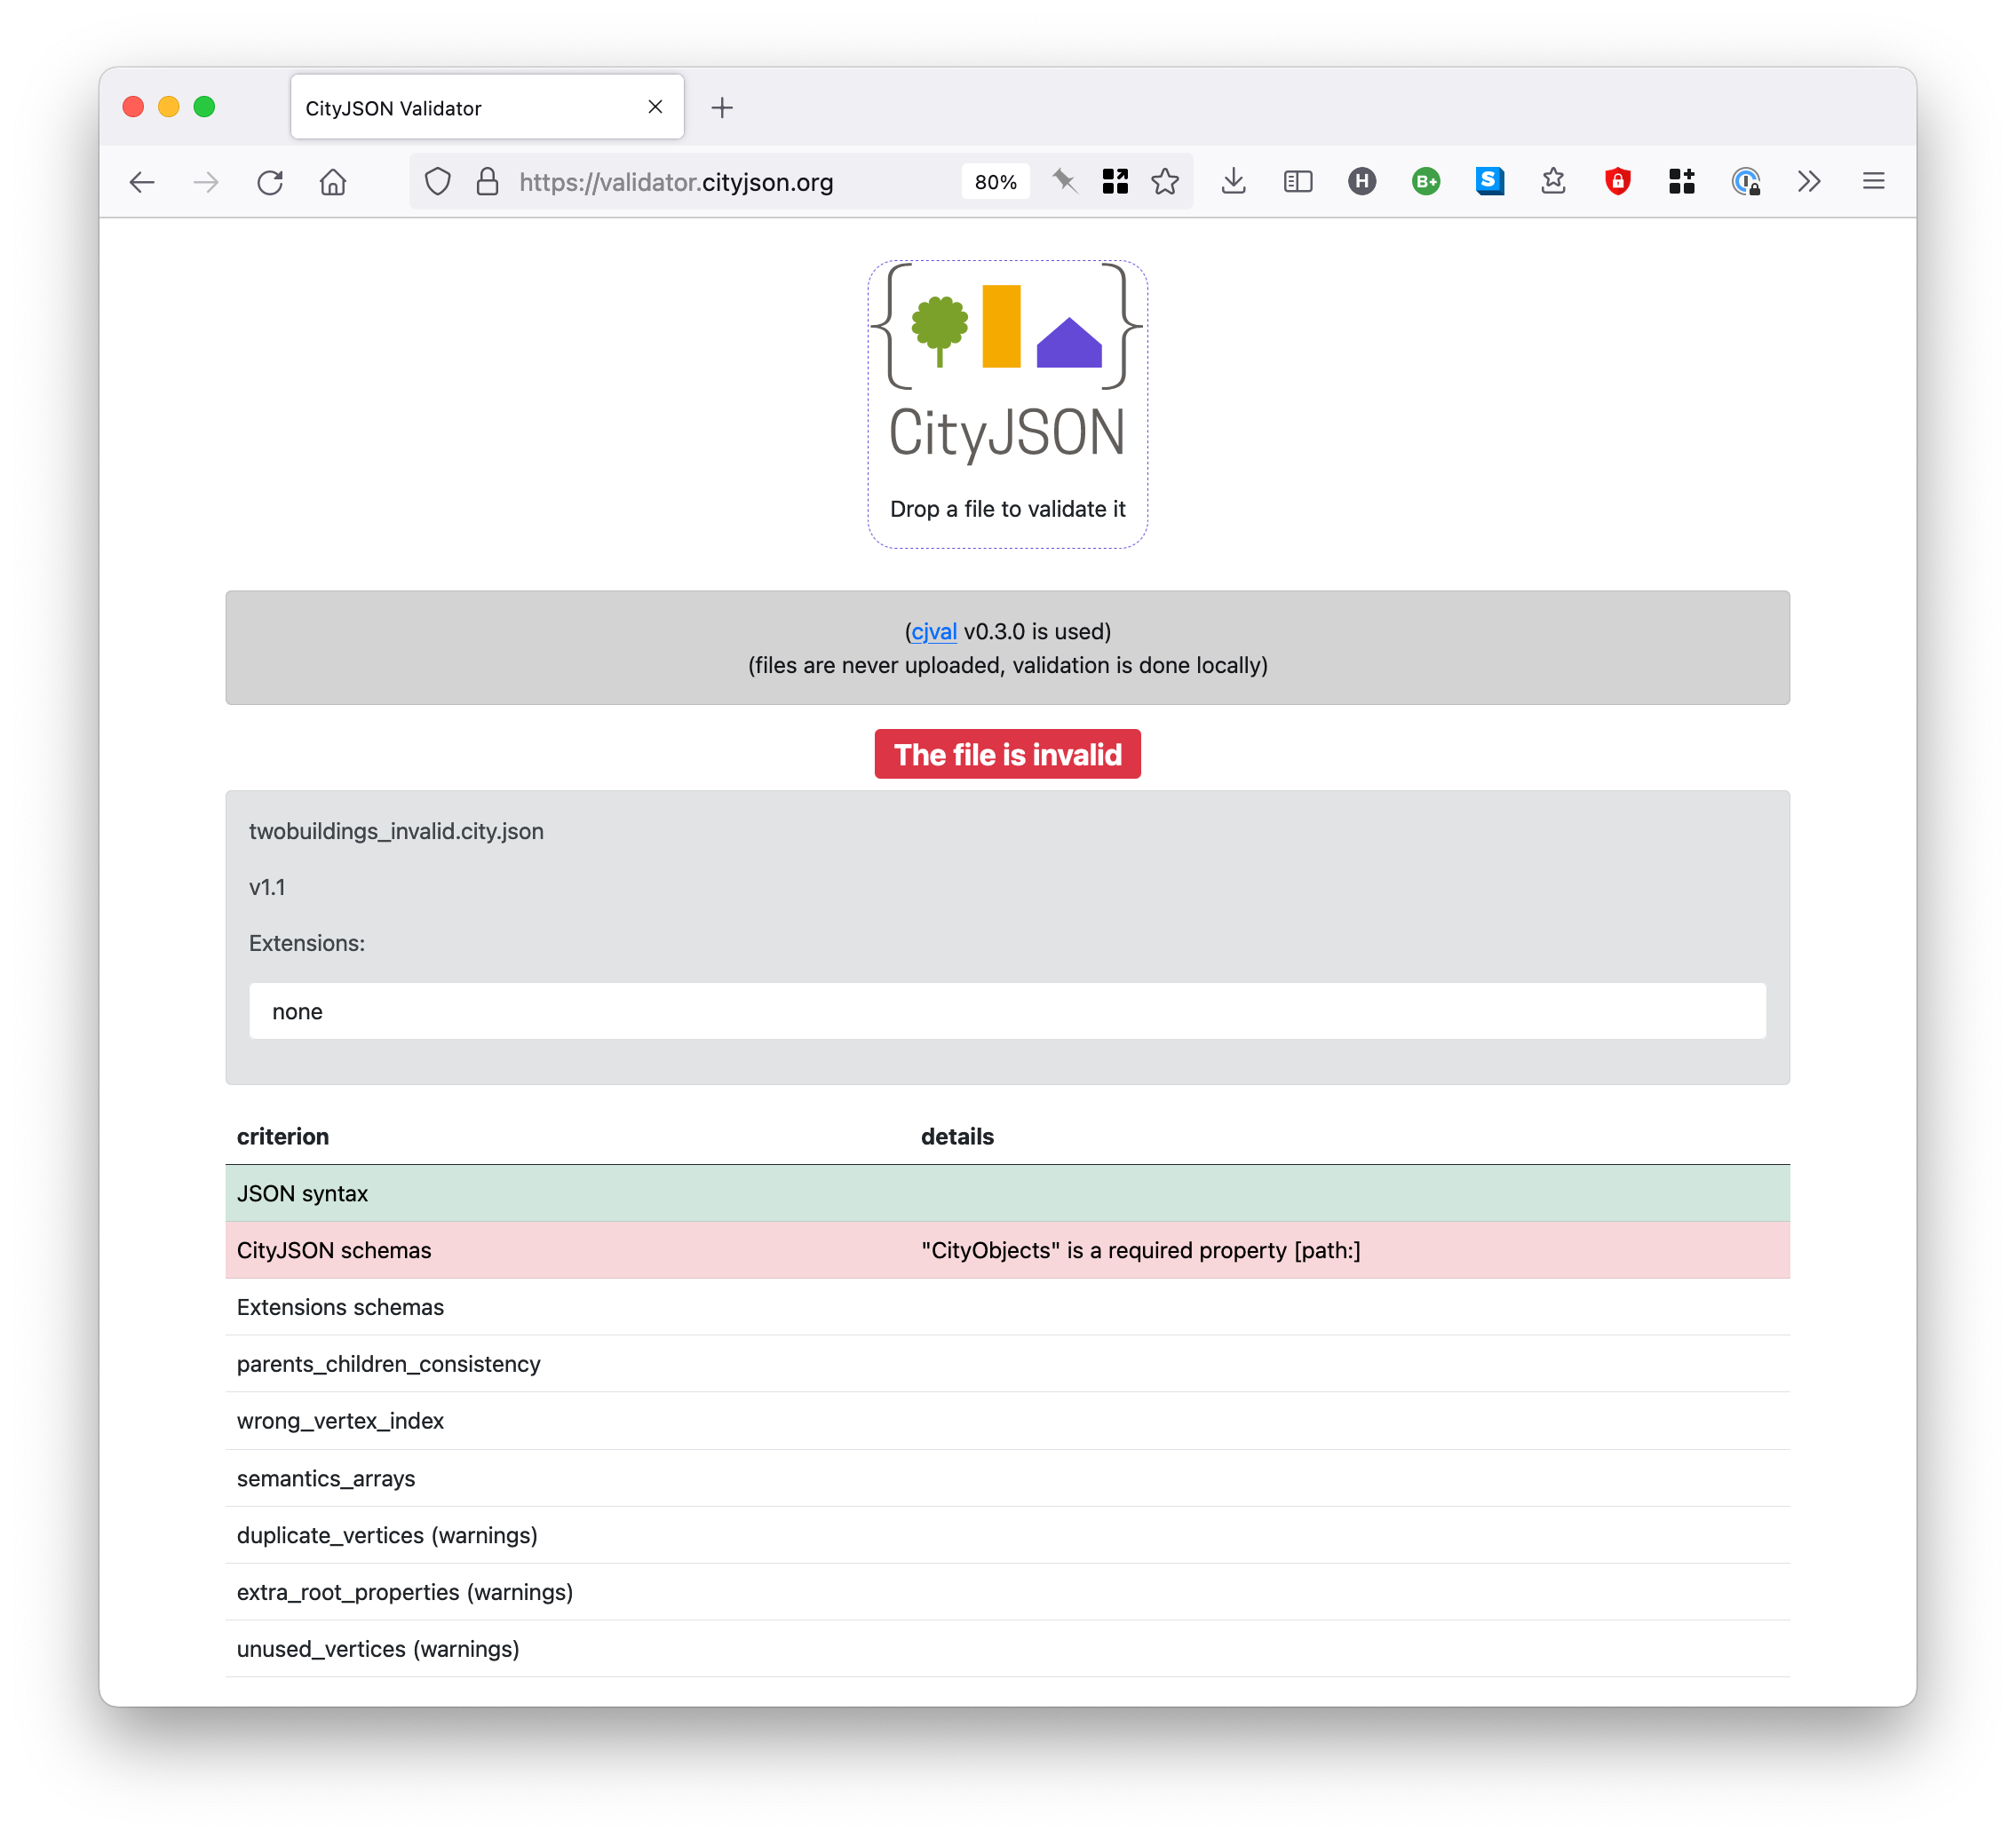 CityJSON Validator
https://validator.cityjson.org
80%
H
B+
S
CityJSON
Drop a file to validate it
(cjval v0.3.0 is used)
(files are never uploaded, validation is done locally)
The file is invalid
twobuildings_invalid.city.json
v1.1
Extensions:
none
criterion details
JSON syntax
CityJSON schemas "CityObjects" is a required property [path:]
Extensions schemas
parents_children_consistency
wrong_vertex_index
semantics_arrays
duplicate_vertices (warnings)
extra_root_properties (warnings)
unused_vertices (warnings)